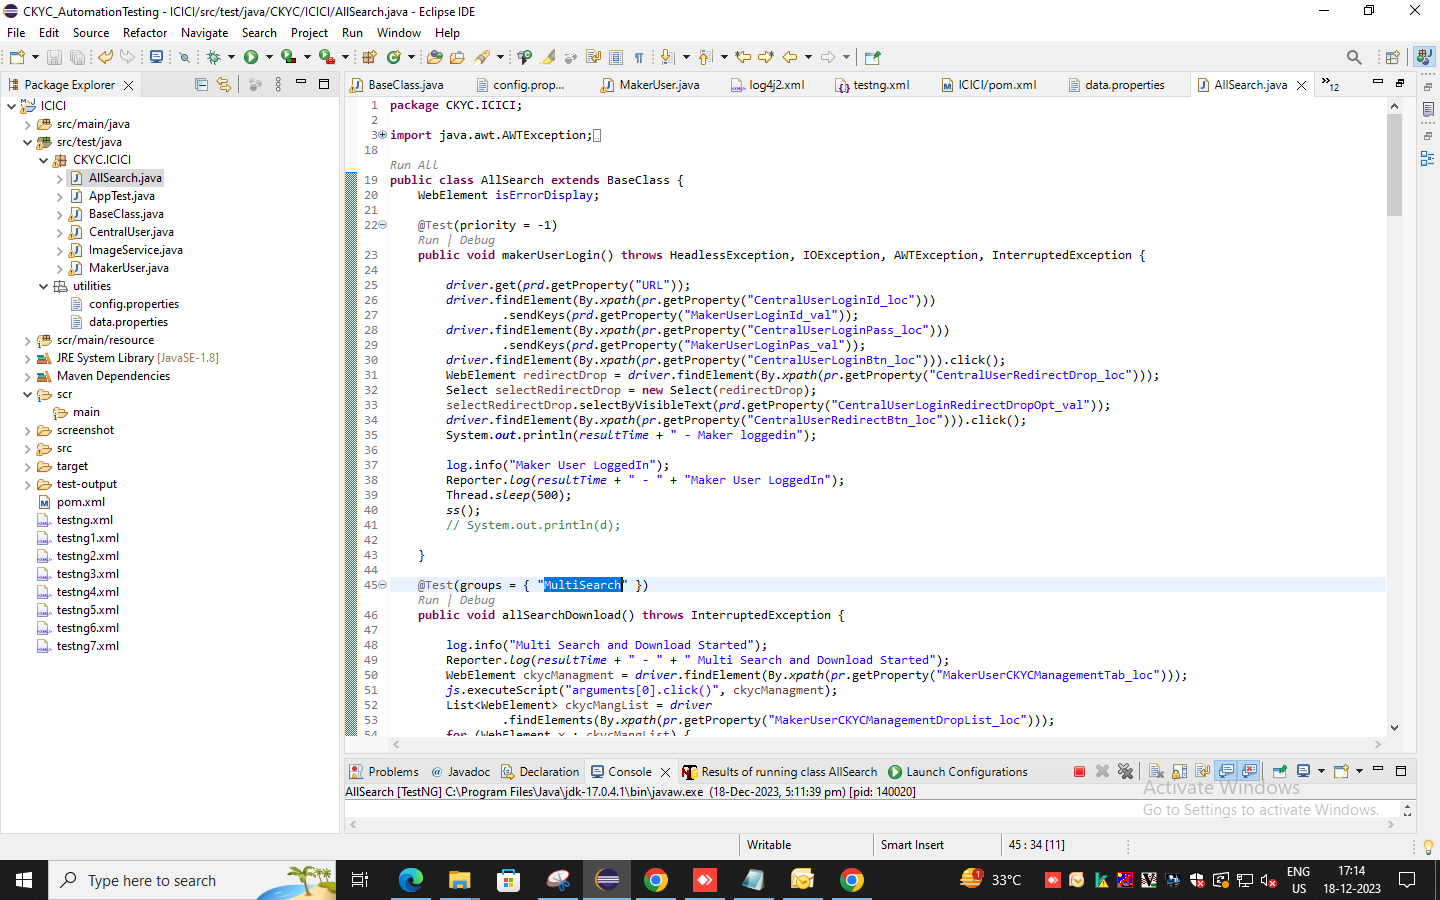 CKYC_AutomationTesting - ICICI/src/test/java/CKYC/ICICI/AllSearch.java - Eclipse IDE
File Edit Source Refactor Navigate Search Project Run Window Help
Package Explorer
ICICI
src/main/java
src/test/java
CKYC.ICICI
AllSearch.java
AppTest.java
BaseClass.java
CentralUser.java
ImageService.java
MakerUser.java
utilities
config.properties
data.properties
scr/main/resource
JRE System Library [JavaSE-1.8]
Maven Dependencies
scr
main
screenshot
src
target
test-output
pom.xml
testng.xml
testng1.xml
testng2.xml
testng3.xml
testng4.xml
testng5.xml
testng6.xml
testng7.xml
BaseClass.java config.prop... MakerUser.java log4j2.xml testng.xml ICICI/pom.xml data.properties AllSearch.java 12
1 package CKYC.ICICI;
2
3 import java.awt.AWTException;
18
Run All
19 public class AllSearch extends BaseClass {
20 WebElement isErrorDisplay;
21
22 @Test(priority = -1)
Run | Debug
23 public void makerUserLogin() throws HeadlessException, IOException, AWTException, InterruptedException {
24
25 driver.get(prd.getProperty("URL"));
26 driver.findElement(By.xpath(pr.getProperty("CentralUserLoginId_loc")))
27 .sendKeys(prd.getProperty("MakerUserLoginId_val"));
28 driver.findElement(By.xpath(pr.getProperty("CentralUserLoginPass_loc")))
29 .sendKeys(prd.getProperty("MakerUserLoginPas_val"));
30 driver.findElement(By.xpath(pr.getProperty("CentralUserLoginBtn_loc"))).click();
31 WebElement redirectDrop = driver.findElement(By.xpath(pr.getProperty("CentralUserRedirectDrop_loc")));
32 Select selectRedirectDrop = new Select(redirectDrop);
33 selectRedirectDrop.selectByVisibleText(prd.getProperty("CentralUserLoginRedirectDropOpt_val"));
34 driver.findElement(By.xpath(pr.getProperty("CentralUserRedirectBtn_loc"))).click();
35 System.out.println(resultTime + " - Maker loggedin");
36
37 log.info("Maker User LoggedIn");
38 Reporter.log(resultTime + " - " + "Maker User LoggedIn");
39 Thread.sleep(500);
40 ss();
41 // System.out.println(d);
42
43 }
44
45 @Test(groups = { "MultiSearch" })
Run | Debug
46 public void allSearchDownload() throws InterruptedException {
47
48 log.info("Multi Search and Download Started");
49 Reporter.log(resultTime + " - " + " Multi Search and Download Started");
50 WebElement ckycManagment = driver.findElement(By.xpath(pr.getProperty("MakerUserCKYCManagementTab_loc")));
51 js.executeScript("arguments[0].click()", ckycManagment);
52 List<WebElement> ckycMangList = driver
53 .findElements(By.xpath(pr.getProperty("MakerUserCKYCManagementDropList_loc")));
54 for (WebElement x : ckycMangList) {
Problems Javadoc Declaration Console Results of running class AllSearch Launch Configurations
AllSearch [TestNG] C:\Program Files\Java\jdk-17.0.4.1\bin\javaw.exe (18-Dec-2023, 5:11:39 pm) [pid: 140020]
Activate Windows
Go to Settings to activate Windows.
Writable Smart Insert 45 : 34 [11]
Type here to search
1 33°C ENG US 17:14 18-12-2023